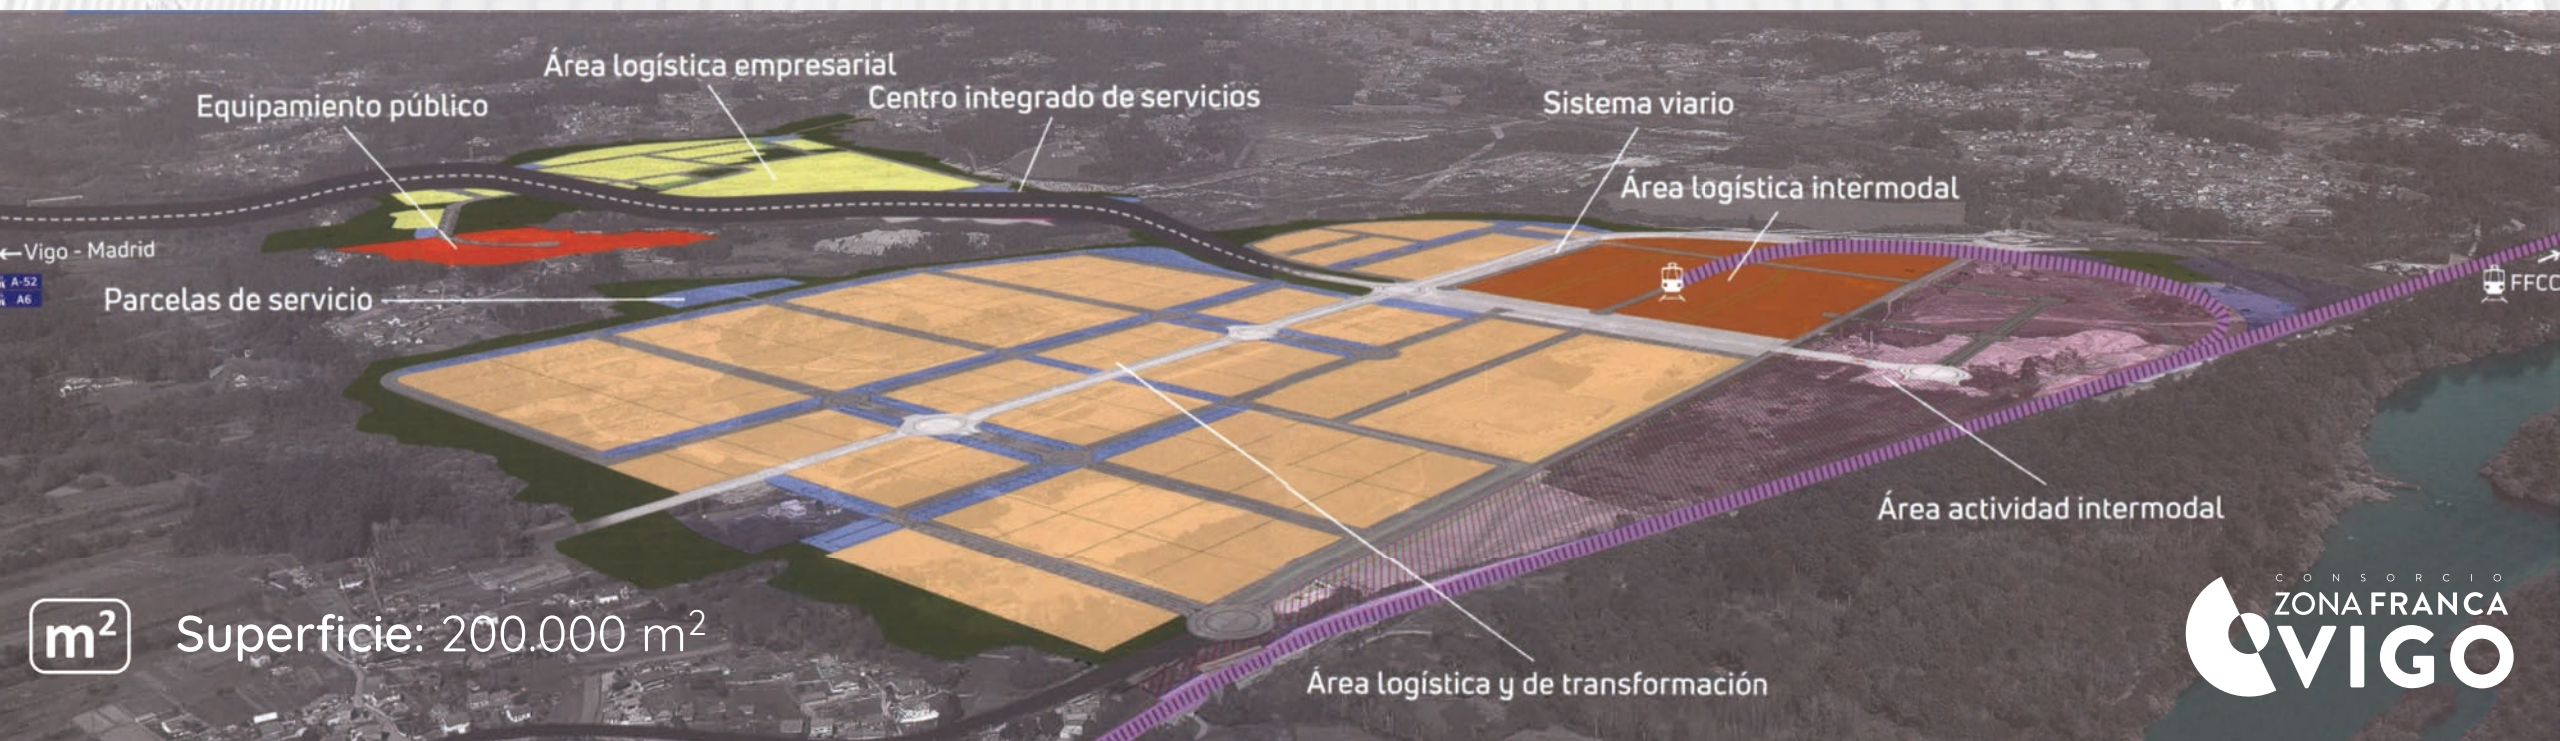 Área logística empresarial
Centro integrado de servicios
Equipamiento público
Sistema viario
Área logística intermodal
←Vigo - Madrid
A-52
A6
Parcelas de servicio
FFCC
Área actividad intermodal
m²
Superficie: 200.000 m²
Área logística y de transformación
CONSORCIO
ZONA FRANCA
VIGO